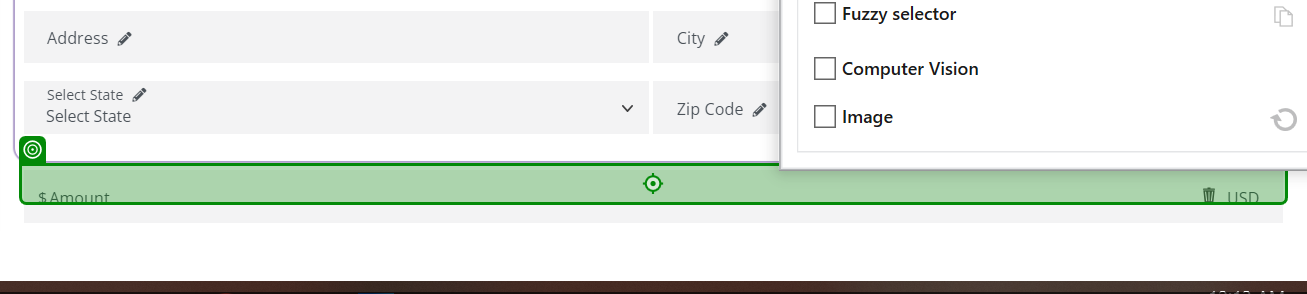 Fuzzy selector
Address
City
Computer Vision
Select State
Select State
Zip Code
Image
$ Amount
USD